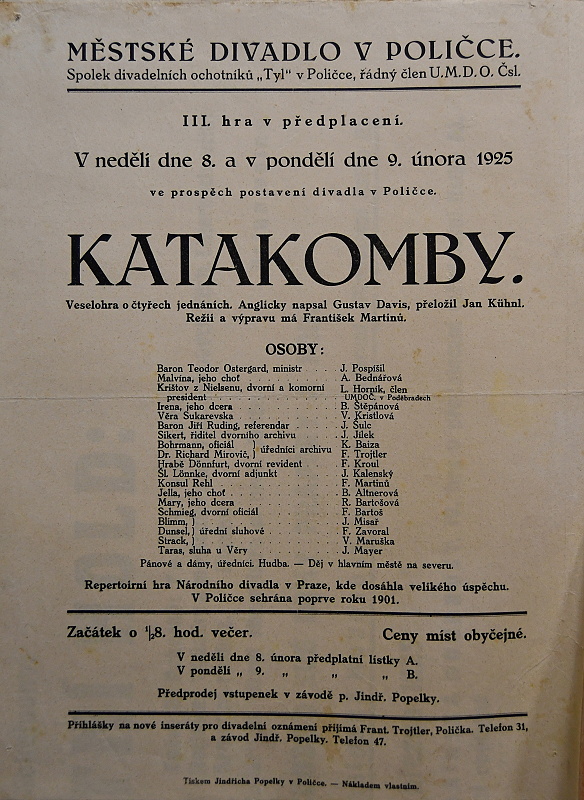 MĚSTSKÉ DIVADLO V POLIČCE.
Spolek divadelních ochotníků „Tyl“ v Poličce, řádný člen U.M.D.O. Čsl.
III. hra v předplacení.
V neděli dne 8. a v pondělí dne 9. února 1925
ve prospěch postavení divadla v Poličce.
KATAKOMBY.
Veselohra o čtyřech jednáních. Anglicky napsal Gustav Davis, přeložil Jan Kühnl.
Režii a výpravu má František Martinů.
OSOBY:
Baron Teodor Ostergard, ministr . . . . J. Pospíšil
Malvína, jeho choť . . . . . . . . . A. Bednářová
Krištov z Nielsenu, dvorní a komorní L. Horník, člen
president . . . . . . . . . . . UMDOČ. v Poděbradech
Irena, jeho dcera . . . . . . . . . . B. Štěpánová
Věra Sukarevska . . . . . . . . . . V. Kristlová
Baron Jiří Ruding, referendar . . . . . J. Šulc
Sikert, řiditel dvorního archivu . . . . J. Jílek
Bohrmann, oficiál } úředníci archivu K. Baiza
Dr. Richard Mirovič, } F. Trojtler
Hrabě Dönnfurt, dvorní revident . . . . F. Kroul
Šl. Lönnke, dvorní adjunkt . . . . . . J. Kalenský
Konsul Rehl . . . . . . . . . . . . F. Martinů
Jella, jeho choť . . . . . . . . . . B. Altnerová
Mary, jeho dcera . . . . . . . . . . R. Bartošová
Schmieg, dvorní oficiál . . . . . . . F. Bartoš
Blimm, } J. Misař
Dunsel, } úřední sluhové . . . . . . . F. Zavoral
Strack, } V. Maruška
Taras, sluha u Věry . . . . . . . . . J. Mayer
Pánové a dámy, úředníci. Hudba. — Děj v hlavním městě na severu.
Repertoirní hra Národního divadla v Praze, kde dosáhla velikého úspěchu.
V Poličce sehrána poprve roku 1901.
Začátek o ½8. hod. večer. Ceny míst obyčejné.
V neděli dne 8. února předplatní lístky A.
V pondělí „ 9. „ „ „ B.
Předprodej vstupenek v závodě p. Jindř. Popelky.
Přihlášky na nové inseráty pro divadelní oznámení přijímá Frant. Trojtler, Polička. Telefon 31,
a závod Jindř. Popelky. Telefon 47.
Tiskem Jindřicha Popelky v Poličce. — Nákladem vlastním.